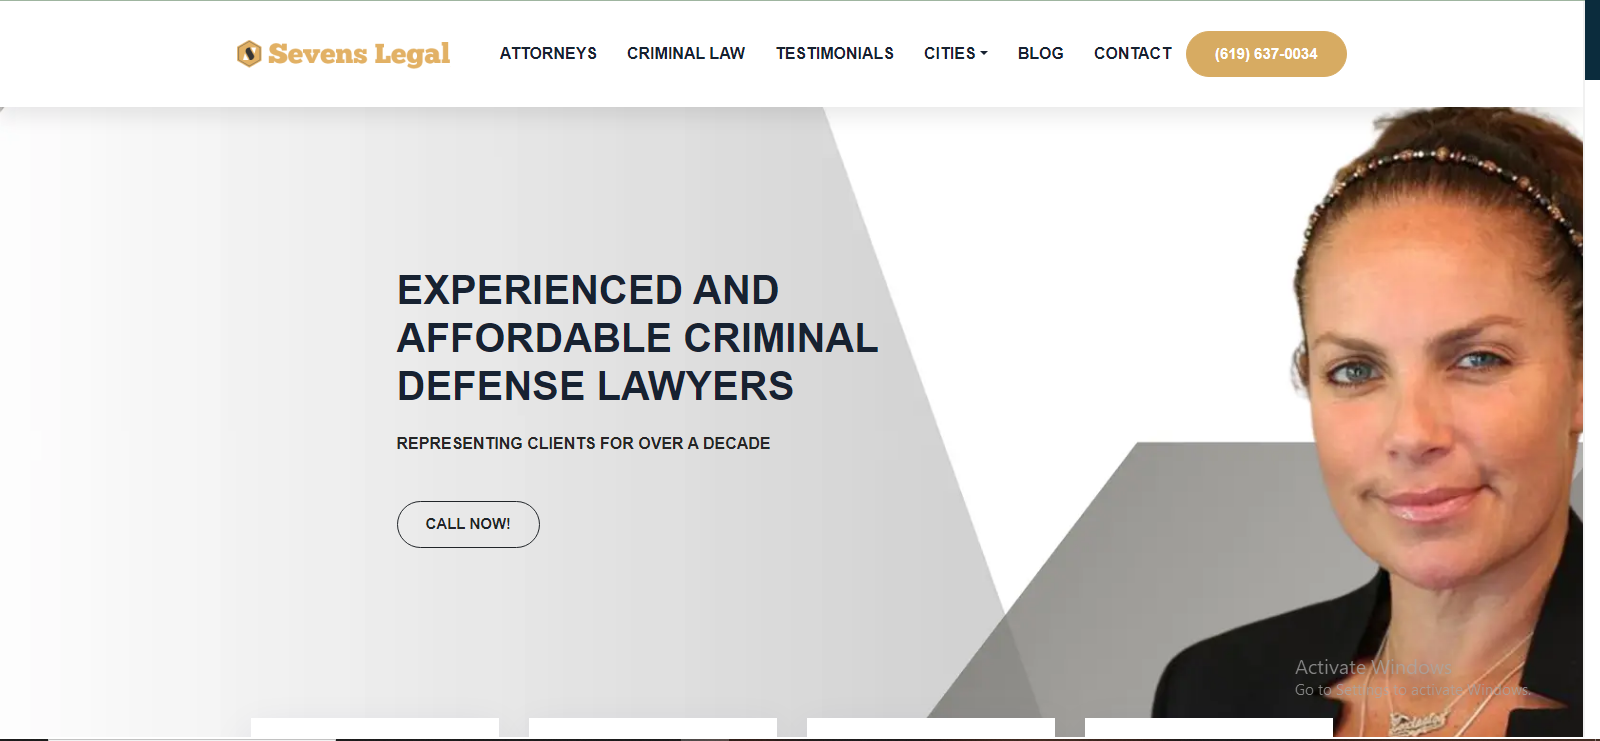 Sevens Legal
ATTORNEYS
CRIMINAL LAW
TESTIMONIALS
CITIES
BLOG
CONTACT
(619) 637-0034
EXPERIENCED AND
AFFORDABLE CRIMINAL
DEFENSE LAWYERS
REPRESENTING CLIENTS FOR OVER A DECADE
CALL NOW!
Activate Windows
Go to Settings to activate Windows.